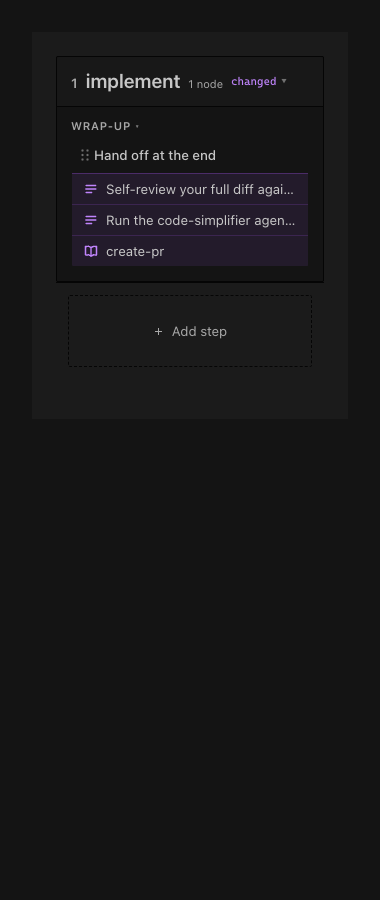 1 implement 1 node changed ▾
WRAP-UP •
Hand off at the end
Self-review your full diff agai...
Run the code-simplifier agen...
create-pr
+ Add step